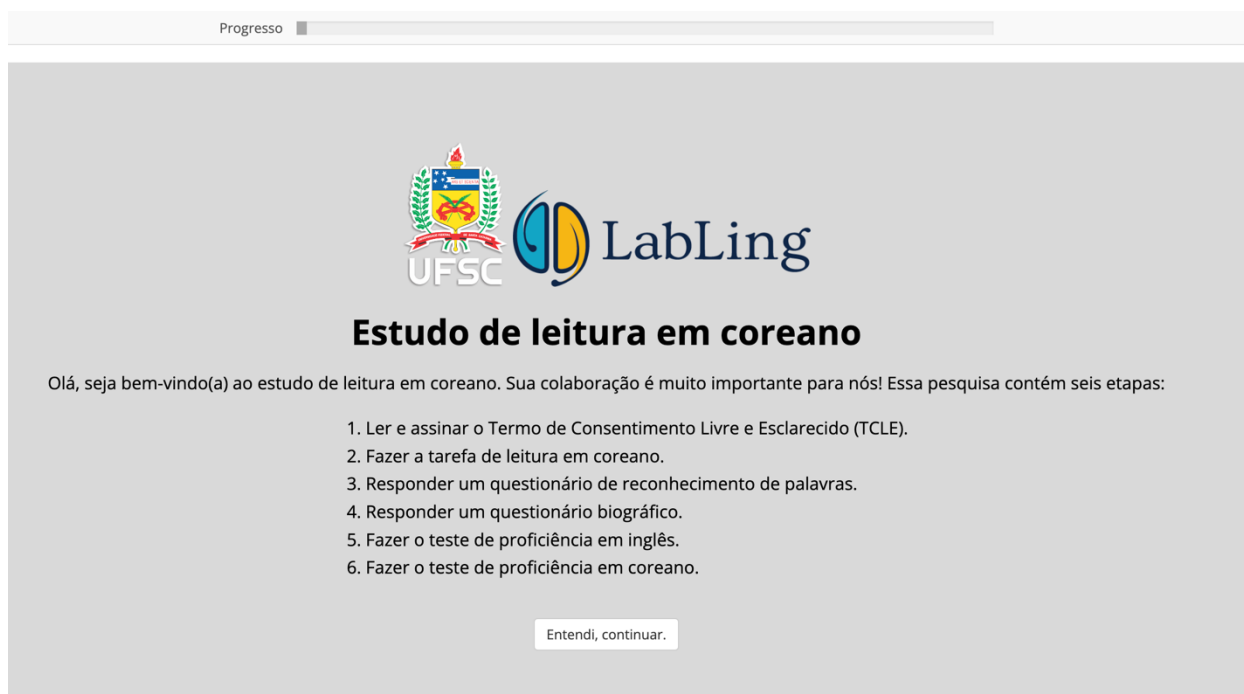 Progresso
UFSC
LabLing
Estudo de leitura em coreano
Olá, seja bem-vindo(a) ao estudo de leitura em coreano. Sua colaboração é muito importante para nós! Essa pesquisa contém seis etapas:
1. Ler e assinar o Termo de Consentimento Livre e Esclarecido (TCLE).
2. Fazer a tarefa de leitura em coreano.
3. Responder um questionário de reconhecimento de palavras.
4. Responder um questionário biográfico.
5. Fazer o teste de proficiência em inglês.
6. Fazer o teste de proficiência em coreano.
Entendi, continuar.